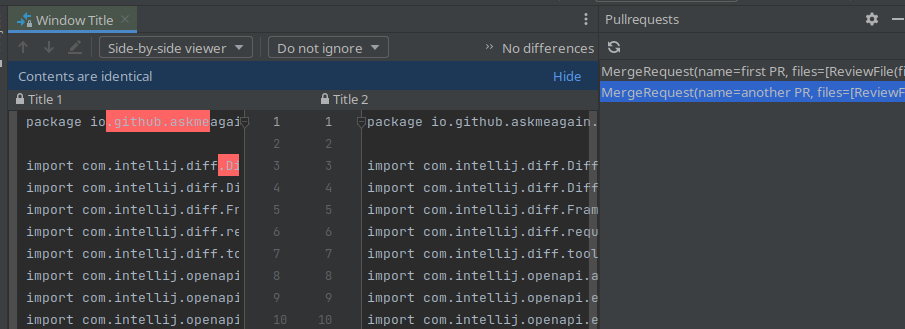 Window Title
Pullrequests
Side-by-side viewer
Do not ignore
» No differences
Contents are identical
Hide
Title 1
Title 2
MergeRequest(name=first PR, files=[ReviewFile(fi
MergeRequest(name=another PR, files=[ReviewF
package io.github.askmeagai 1 1 package io.github.askmeagain.
2 2
import com.intellij.diff.Di 3 3 import com.intellij.diff.Diff
import com.intellij.diff.Di 4 4 import com.intellij.diff.Diff
import com.intellij.diff.Fr 5 5 import com.intellij.diff.Fram
import com.intellij.diff.re 6 6 import com.intellij.diff.requ
import com.intellij.diff.to 7 7 import com.intellij.diff.tool
import com.intellij.openapi 8 8 import com.intellij.openapi.a
import com.intellij.openapi 9 9 import com.intellij.openapi.e
import com.intellij.openapi 10 10 import com.intellij.openapi.e